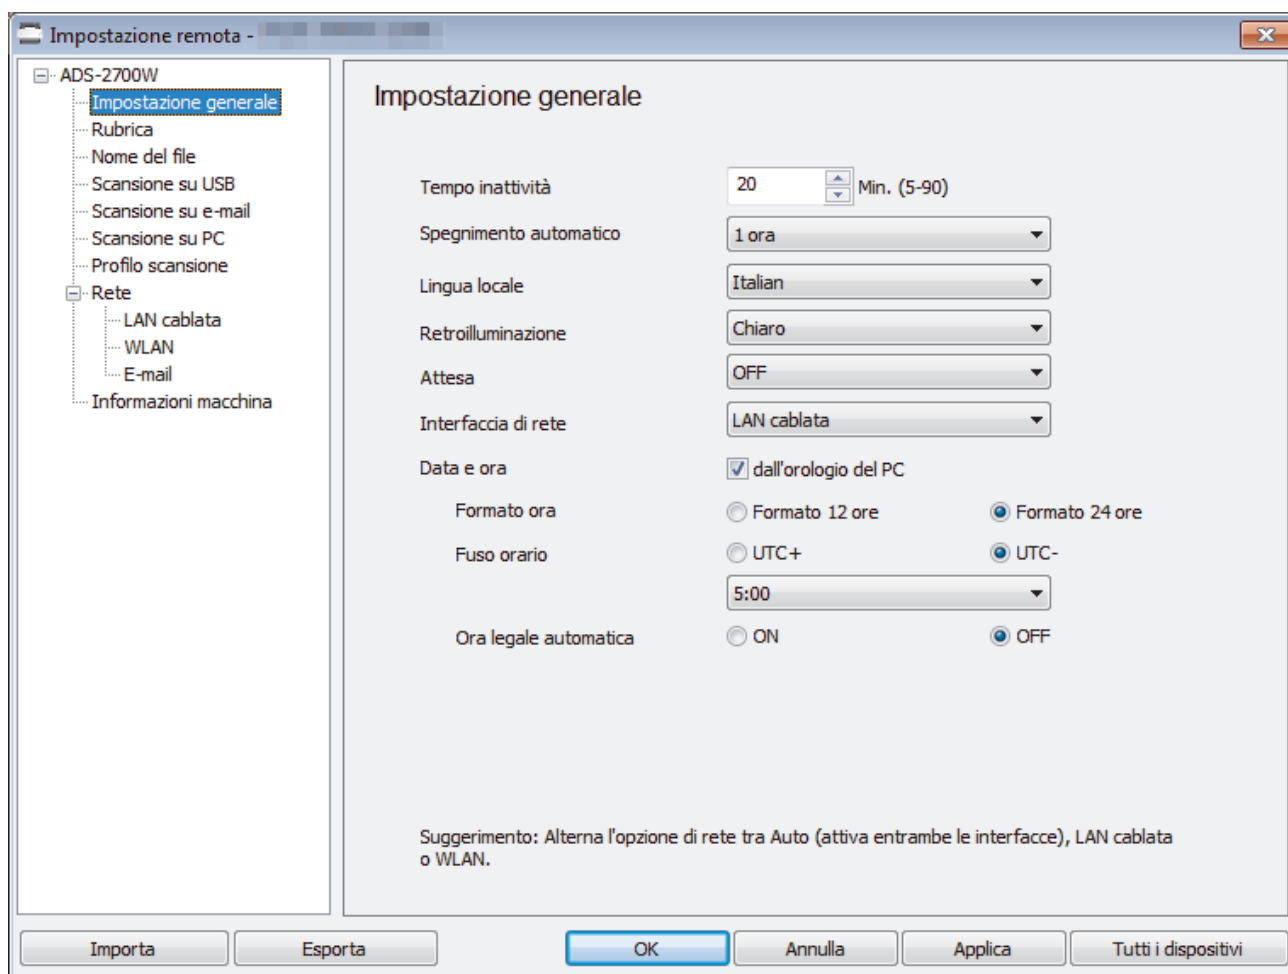 Impostazione remota -
ADS-2700W
Impostazione generale
Rubrica
Nome del file
Scansione su USB
Scansione su e-mail
Scansione su PC
Profilo scansione
Rete
LAN cablata
WLAN
E-mail
Informazioni macchina
Impostazione generale
Tempo inattività 20 Min. (5-90)
Spegnimento automatico 1 ora
Lingua locale Italian
Retroilluminazione Chiaro
Attesa OFF
Interfaccia di rete LAN cablata
Data e ora dall'orologio del PC
Formato ora Formato 12 ore Formato 24 ore
Fuso orario UTC+ UTC-
5:00
Ora legale automatica ON OFF
Suggerimento: Alterna l'opzione di rete tra Auto (attiva entrambe le interfacce), LAN cablata
o WLAN.
Importa Esporta OK Annulla Applica Tutti i dispositivi